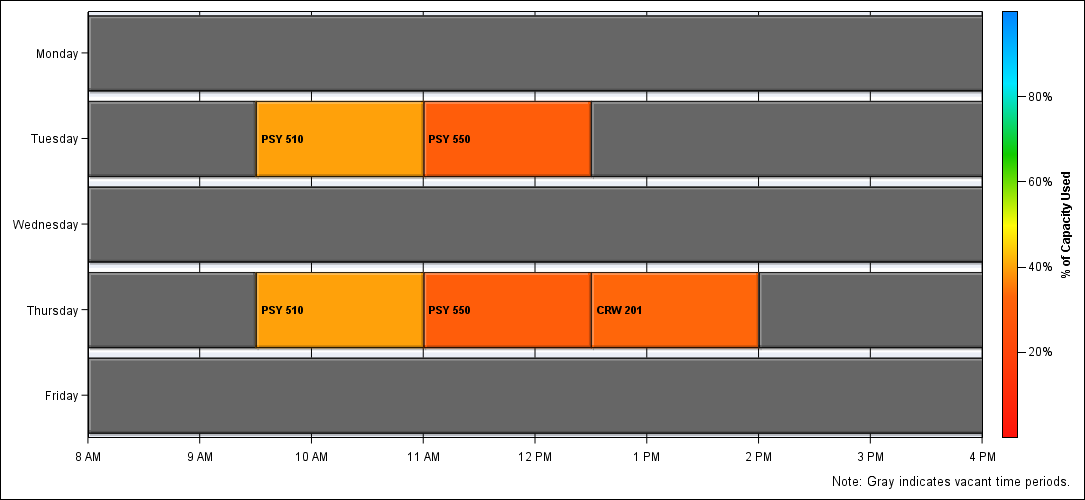 Monday
Tuesday
PSY 510
PSY 550
Wednesday
Thursday
PSY 510
PSY 550
CRW 201
Friday
8 AM
9 AM
10 AM
11 AM
12 PM
1 PM
2 PM
3 PM
4 PM
80%
60%
40%
20%
% of Capacity Used
Note: Gray indicates vacant time periods.